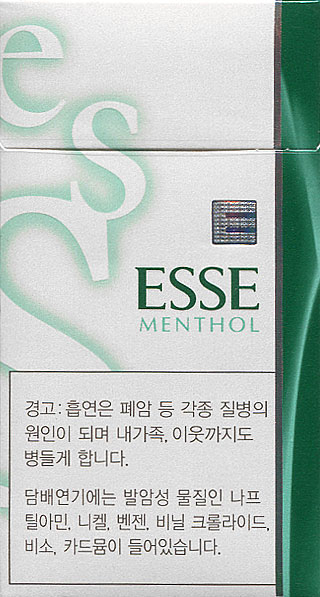 es
ESSE
MENTHOL
경고: 흡연은 폐암 등 각종 질병의
원인이 되며 내가족, 이웃까지도
병들게 합니다.
담배연기에는 발암성 물질인 나프
틸아민, 니켈, 벤젠, 비닐 크롤라이드,
비소, 카드뮴이 들어있습니다.